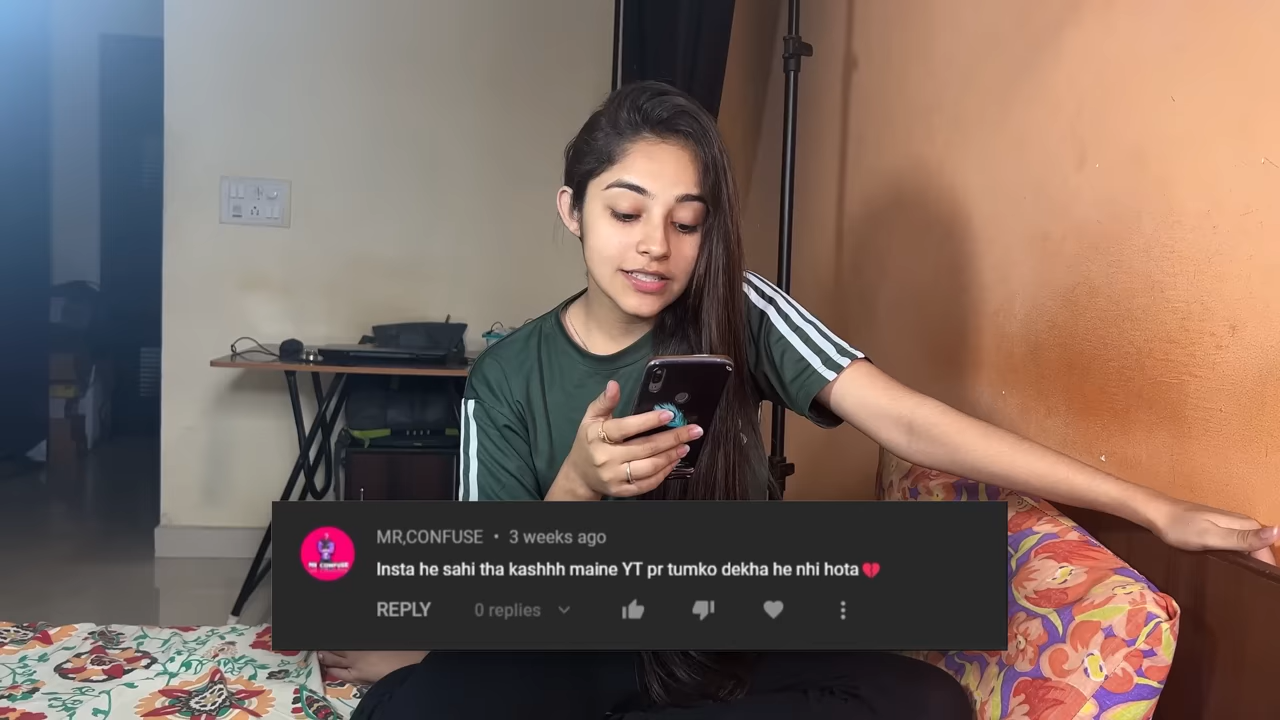 MR,CONFUSE • 3 weeks ago
Insta he sahi tha kashhh maine YT pr tumko dekha he nhi hota💔
REPLY 0 replies